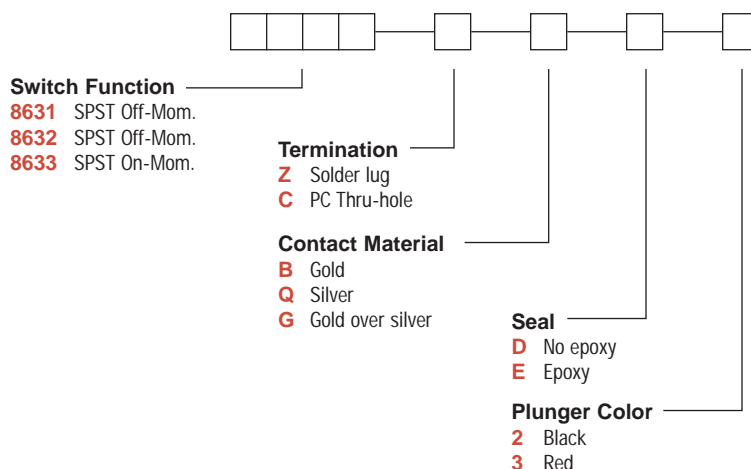 Switch Function
8631 SPST Off-Mom.
8632 SPST Off-Mom.
8633 SPST On-Mom.
Termination
Z Solder lug
C PC Thru-hole
Contact Material
B Gold
Q Silver
G Gold over silver
Seal
D No epoxy
E Epoxy
Plunger Color
2 Black
3 Red